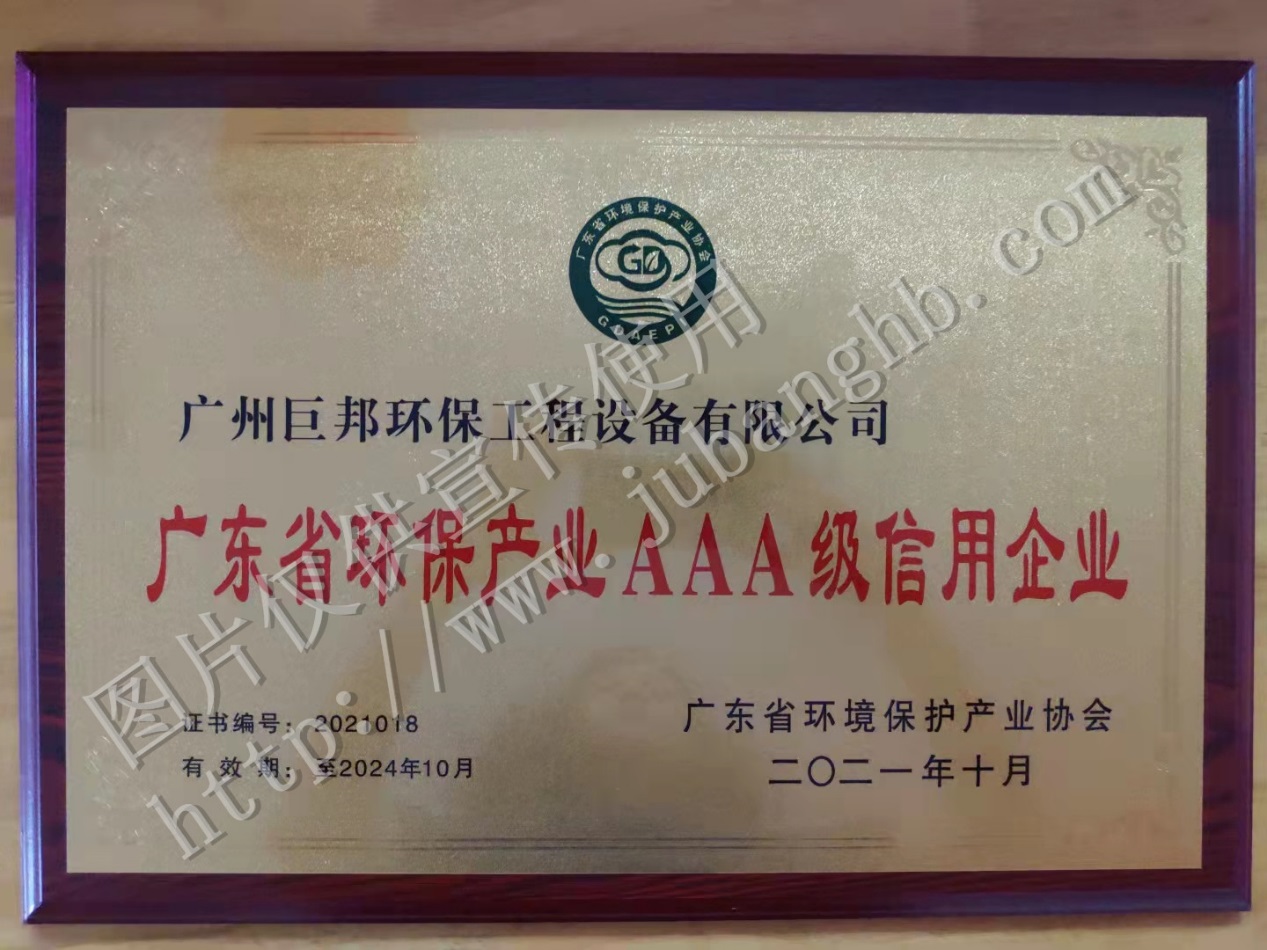 广东省环境保护产业协会
GD
GDAEPI
广州巨邦环保工程设备有限公司
广东省环保产业AAA级信用企业
证书编号：2021018
有效期：至2024年10月
广东省环境保护产业协会
二〇二一年十月
图片仅供宣传使用
http://www.jubanghb.com